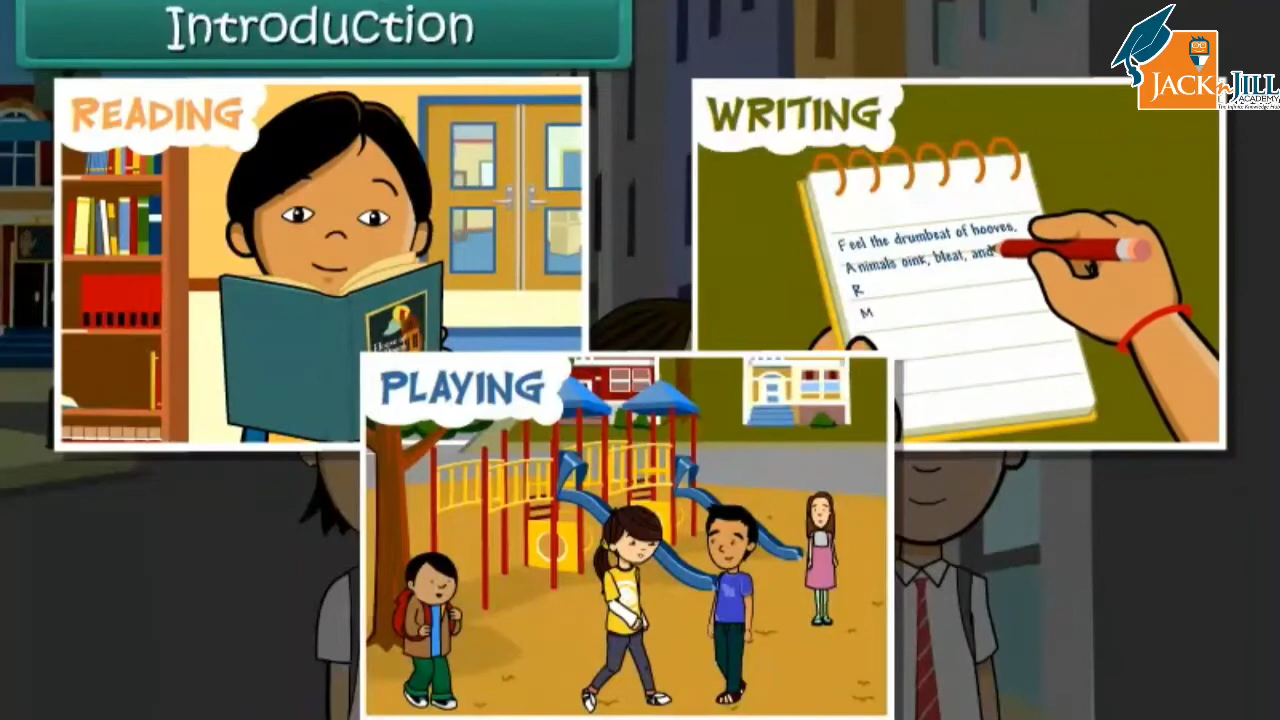 Introduction
READING
WRITING
Feel the drumbeat of hooves,
Animals oink, bleat, and
R
M
PLAYING
JACK n JILL
ACADEMY